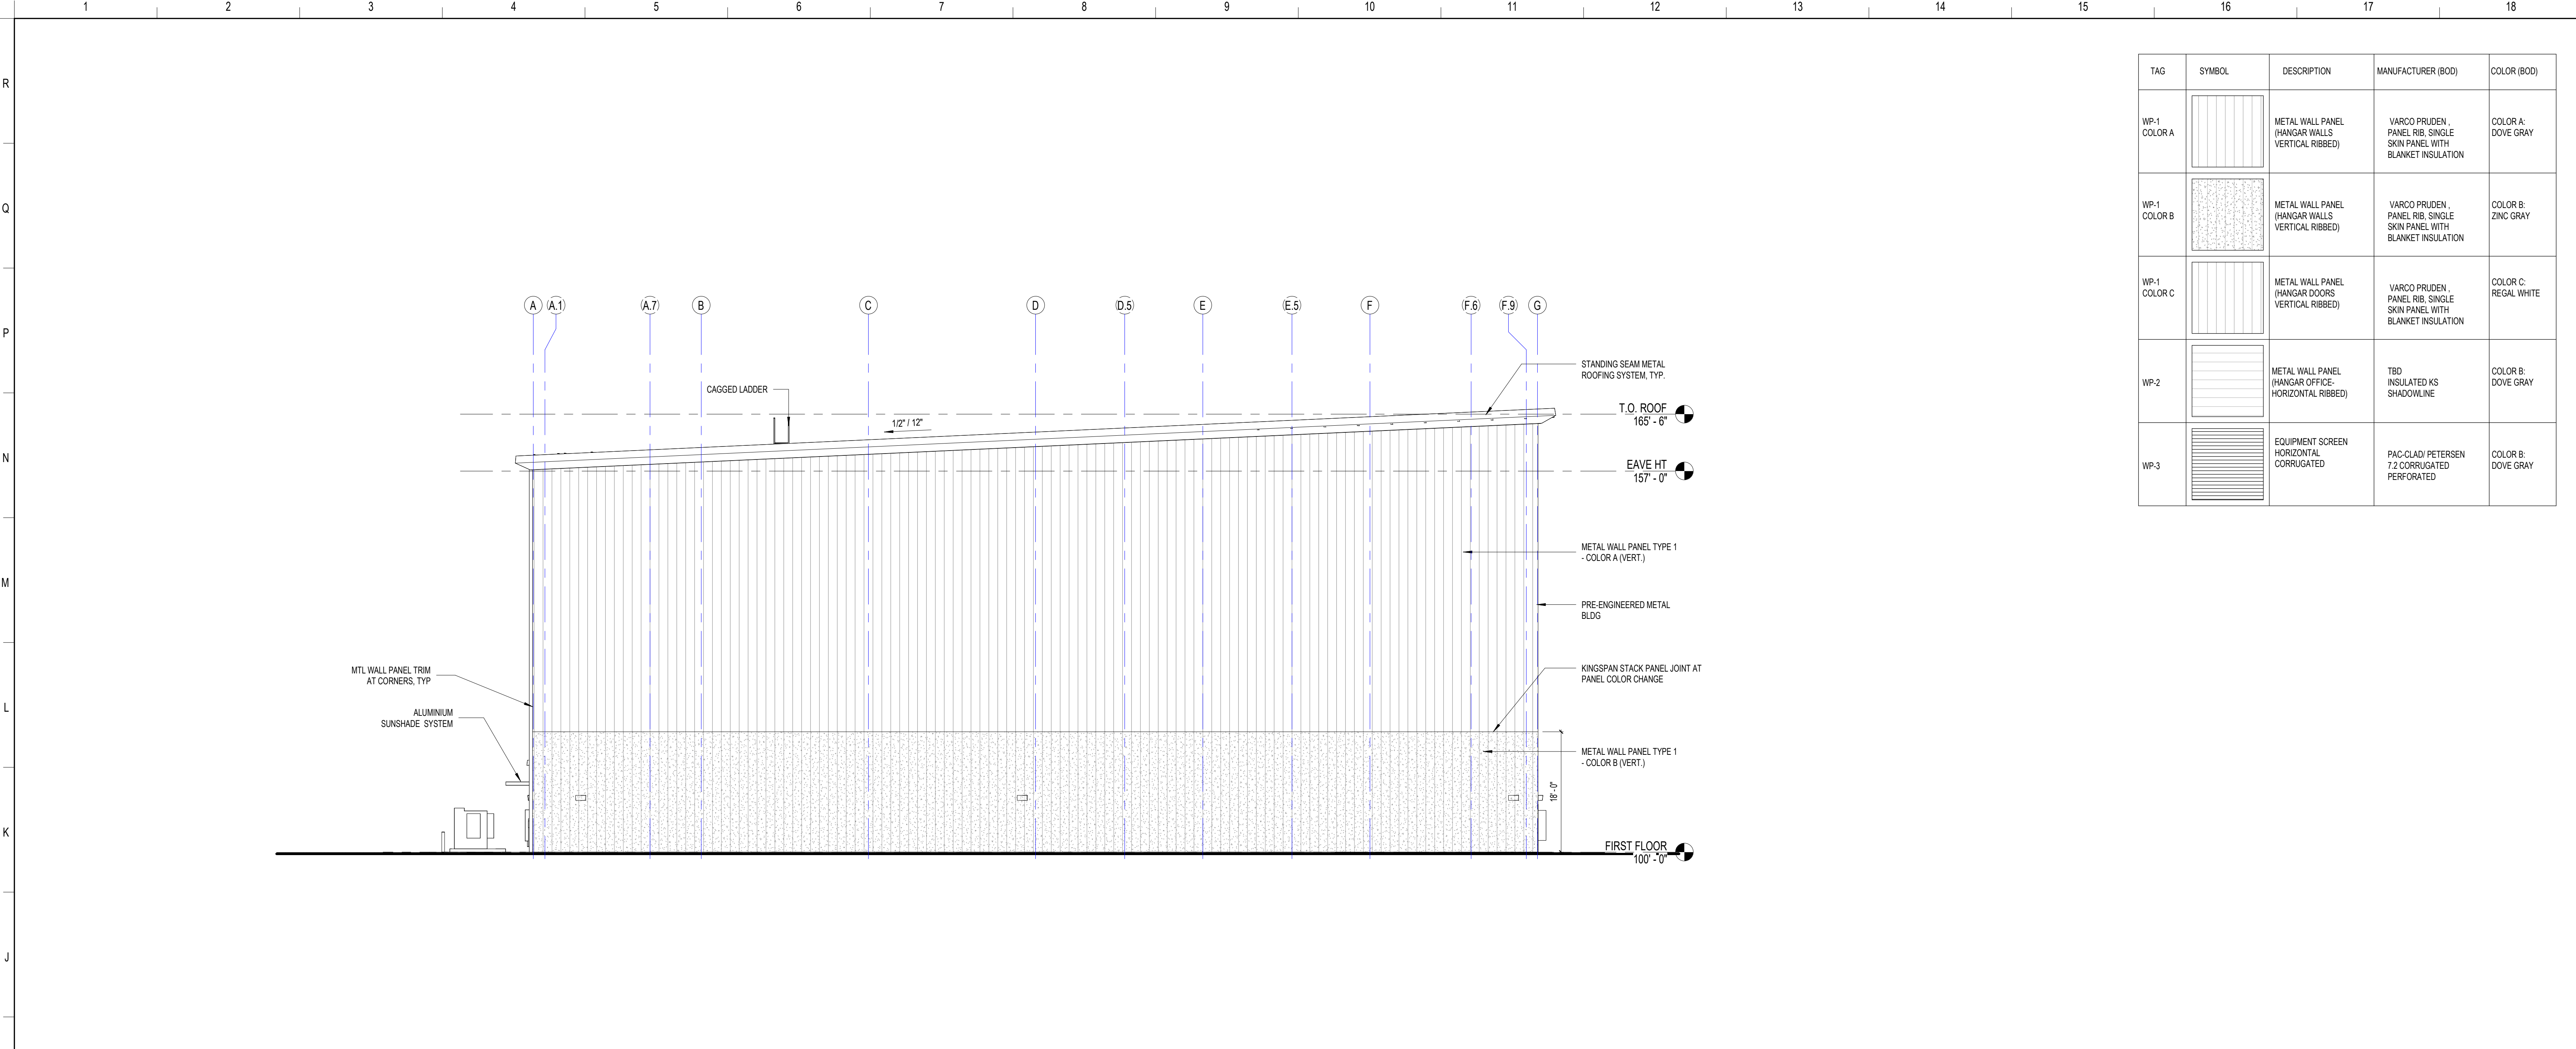 1 2 3 4 5 6 7 8 9 10 11 12 13 14 15 16 17 18
R
Q
P
N
M
L
K
J
TAG SYMBOL DESCRIPTION MANUFACTURER (BOD) COLOR (BOD)
WP-1
COLOR A
METAL WALL PANEL
(HANGAR WALLS
VERTICAL RIBBED)
VARCO PRUDEN ,
PANEL RIB, SINGLE
SKIN PANEL WITH
BLANKET INSULATION
COLOR A:
DOVE GRAY
WP-1
COLOR B
METAL WALL PANEL
(HANGAR WALLS
VERTICAL RIBBED)
VARCO PRUDEN ,
PANEL RIB, SINGLE
SKIN PANEL WITH
BLANKET INSULATION
COLOR B:
ZINC GRAY
WP-1
COLOR C
METAL WALL PANEL
(HANGAR DOORS
VERTICAL RIBBED)
VARCO PRUDEN ,
PANEL RIB, SINGLE
SKIN PANEL WITH
BLANKET INSULATION
COLOR C:
REGAL WHITE
WP-2
METAL WALL PANEL
(HANGAR OFFICE-
HORIZONTAL RIBBED)
TBD
INSULATED KS
SHADOWLINE
COLOR B:
DOVE GRAY
WP-3
EQUIPMENT SCREEN
HORIZONTAL
CORRUGATED
PAC-CLAD/ PETERSEN
7.2 CORRUGATED
PERFORATED
COLOR B:
DOVE GRAY
A A.1 A.7 B C D D.5 E E.5 F F.6 F.9 G
STANDING SEAM METAL
ROOFING SYSTEM, TYP.
CAGGED LADDER
1/2" / 12"
T.O. ROOF
165' - 6"
EAVE HT
157' - 0"
METAL WALL PANEL TYPE 1
- COLOR A (VERT.)
PRE-ENGINEERED METAL
BLDG
MTL WALL PANEL TRIM
AT CORNERS, TYP
KINGSPAN STACK PANEL JOINT AT
PANEL COLOR CHANGE
ALUMINIUM
SUNSHADE SYSTEM
METAL WALL PANEL TYPE 1
- COLOR B (VERT.)
18' - 0"
FIRST FLOOR
100' - 0"